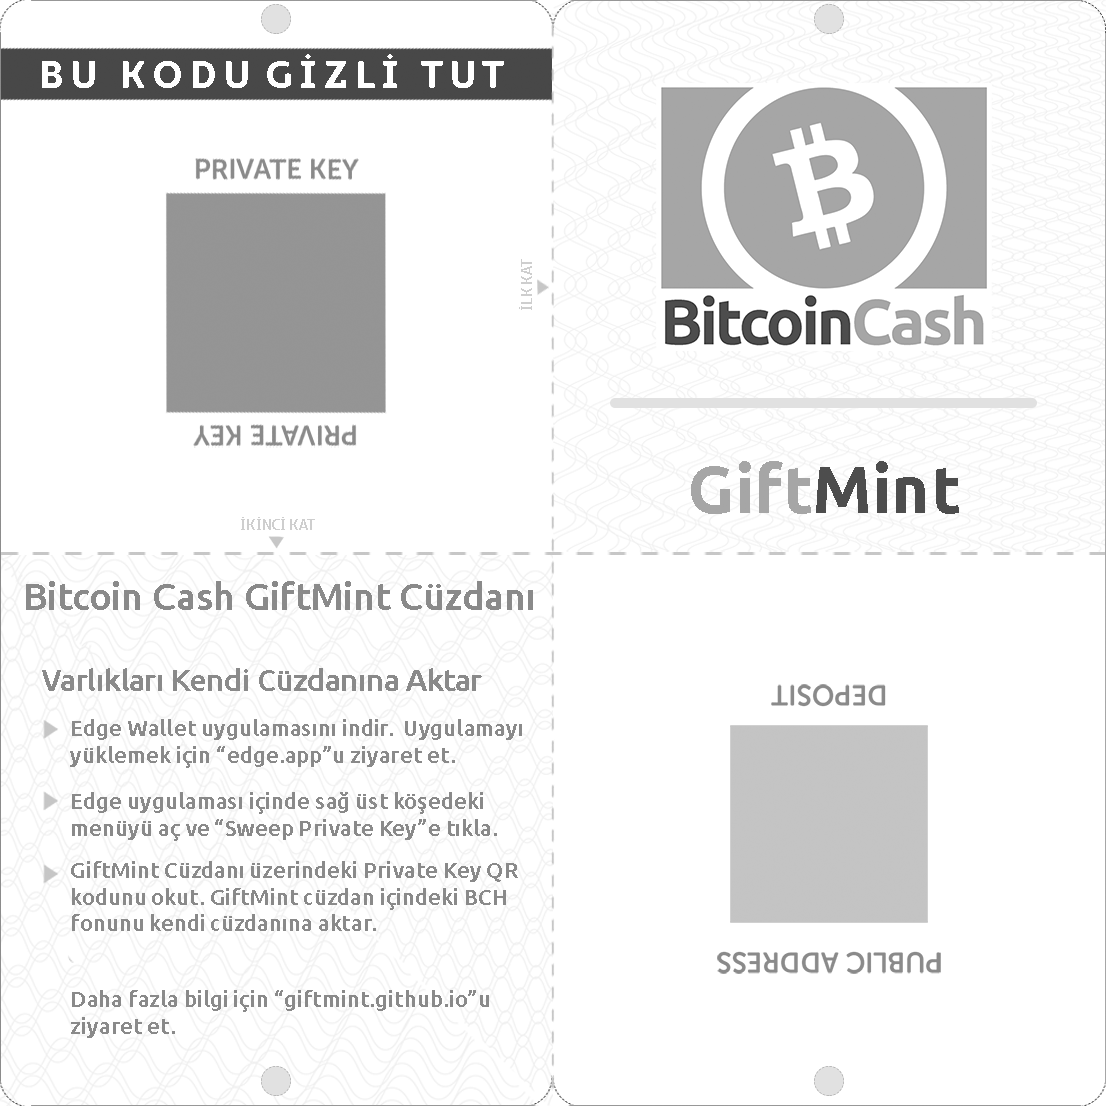 BU KODU GİZLİ TUT
PRIVATE KEY
PRIVATE KEY
İLK KAT
İKİNCİ KAT
BitcoinCash
GiftMint
Bitcoin Cash GiftMint Cüzdanı
Varlıkları Kendi Cüzdanına Aktar
Edge Wallet uygulamasını indir. Uygulamayı
yüklemek için “edge.app”u ziyaret et.
Edge uygulaması içinde sağ üst köşedeki
menüyü aç ve “Sweep Private Key”e tıkla.
GiftMint Cüzdanı üzerindeki Private Key QR
kodunu okut. GiftMint cüzdan içindeki BCH
fonunu kendi cüzdanına aktar.
Daha fazla bilgi için “giftmint.github.io”u
ziyaret et.
DEPOSIT
PUBLIC ADDRESS